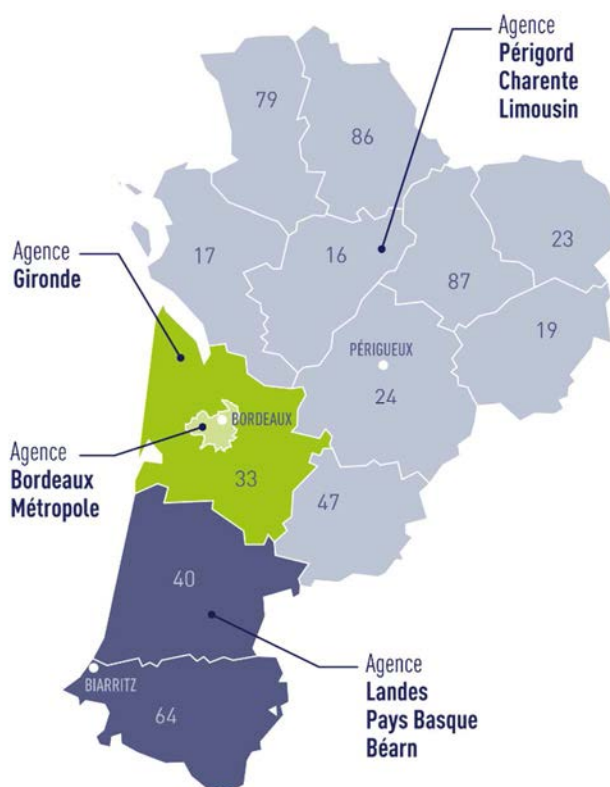 Agence
Périgord
Charente
Limousin
79
86
17
16
87
23
19
Agence
Gironde
PÉRIGUEUX
24
BORDEAUX
Agence
Bordeaux
Métropole
33
47
40
BIARRITZ
64
Agence
Landes
Pays Basque
Béarn